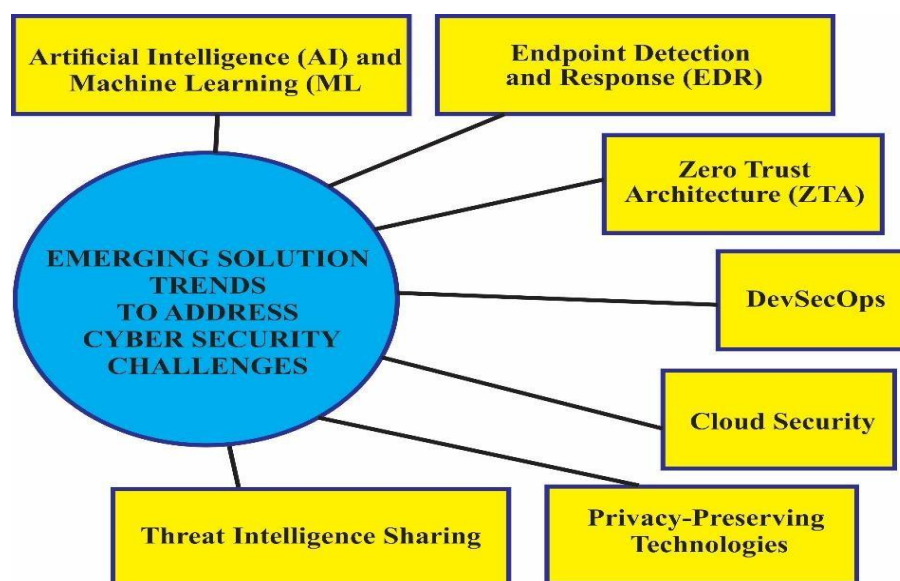 Artificial Intelligence (AI) and
Machine Learning (ML
Endpoint Detection
and Response (EDR)
Zero Trust
Architecture (ZTA)
EMERGING SOLUTION
TRENDS
TO ADDRESS
CYBER SECURITY
CHALLENGES
DevSecOps
Cloud Security
Privacy-Preserving
Technologies
Threat Intelligence Sharing